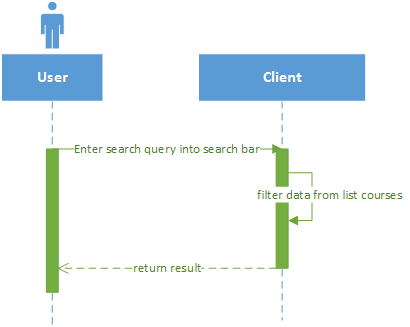 User
Client
Enter search query into search bar
filter data from list courses
return result